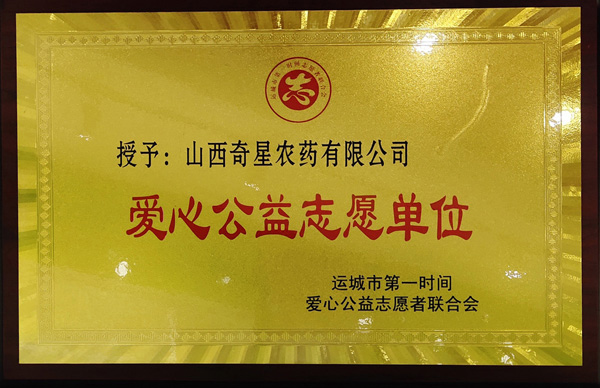 志
授予：山西奇星农药有限公司
爱心公益志愿单位
运城市第一时间
爱心公益志愿者联合会